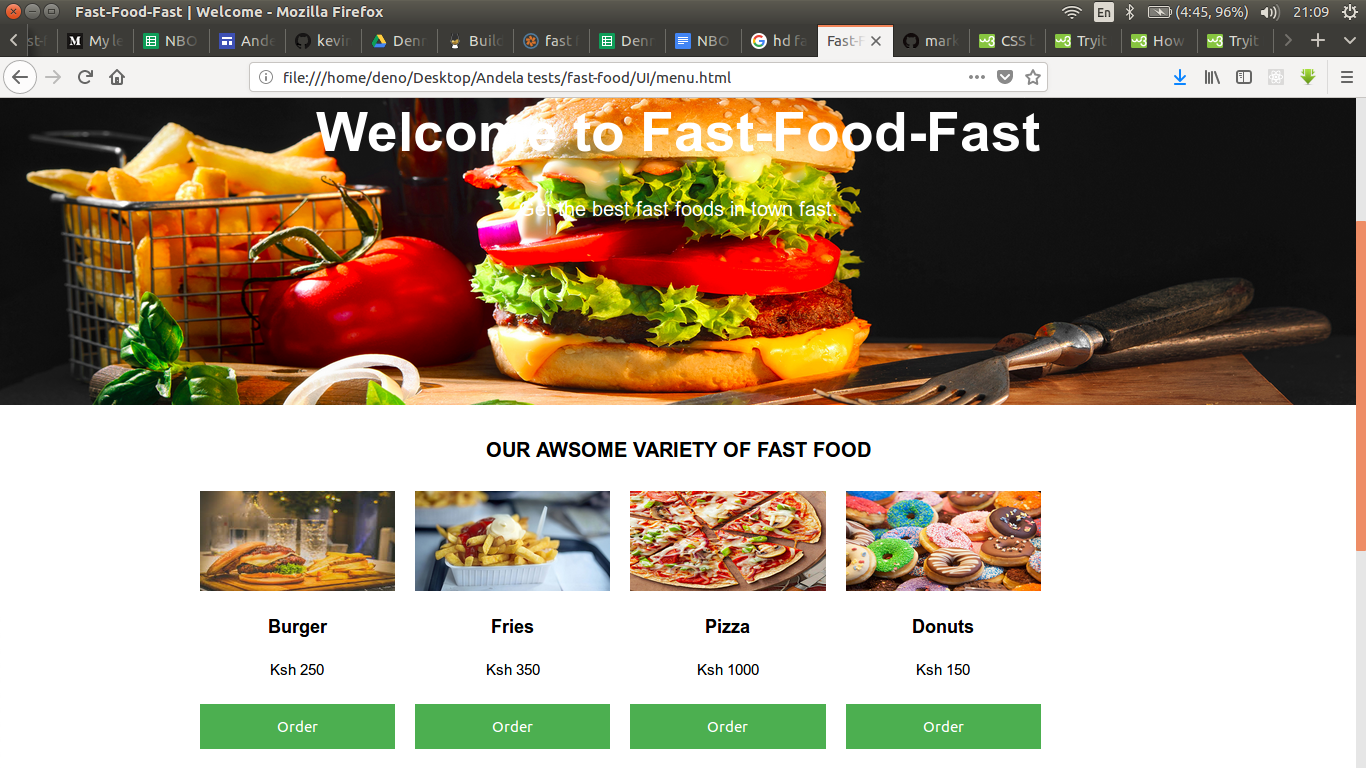 Fast-Food-Fast | Welcome - Mozilla Firefox
En
(4:45, 96%)
21:09
st-F
My le
NBO
Ande
kevin
Denn
Build
fast f
Denn
NBO
hd fa
Fast-F
mark
CSS b
Tryit
How
Tryit
file:///home/deno/Desktop/Andela tests/fast-food/UI/menu.html
Welcome to Fast-Food-Fast
Get the best fast foods in town fast.
OUR AWSOME VARIETY OF FAST FOOD
Burger
Fries
Pizza
Donuts
Ksh 250
Ksh 350
Ksh 1000
Ksh 150
Order
Order
Order
Order